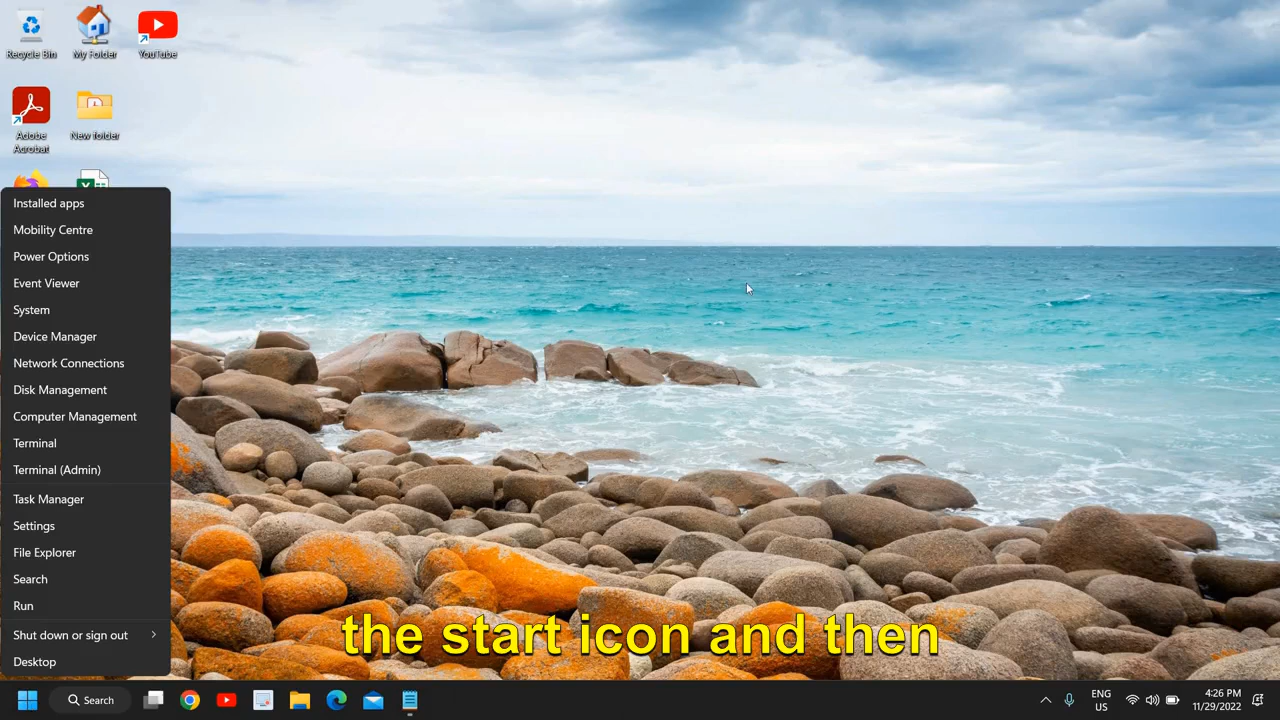 Recycle Bin
My Folder
YouTube
Adobe
Acrobat
New folder
Installed apps
Mobility Centre
Power Options
Event Viewer
System
Device Manager
Network Connections
Disk Management
Computer Management
Terminal
Terminal (Admin)
Task Manager
Settings
File Explorer
Search
Run
Shut down or sign out
Desktop
the start icon and then
Search
ENG
US
4:26 PM
11/29/2022